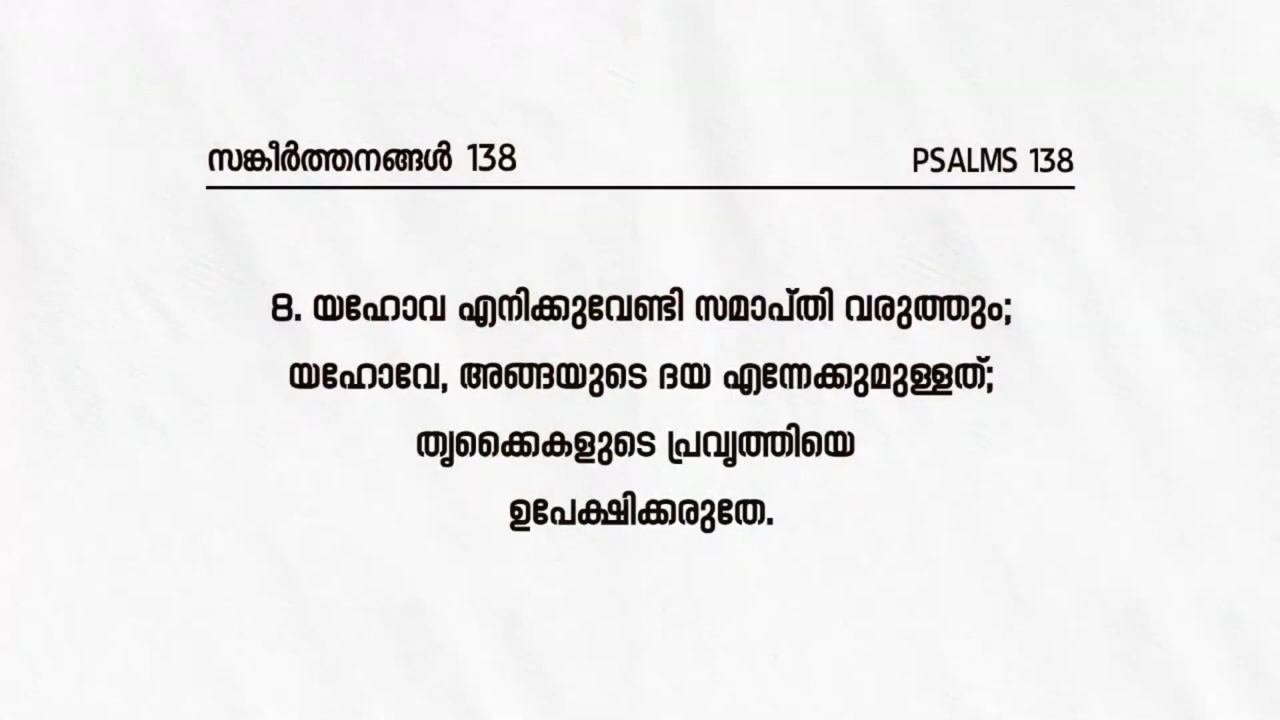 സങ്കീർത്തനങ്ങൾ 138
PSALMS 138
8. യഹോവ എനിക്കുവേണ്ടി സമാപ്തി വരുത്തും;
യഹോവേ, അങ്ങയുടെ ദയ എന്നേക്കുമുള്ളത്;
തൃക്കൈകളുടെ പ്രവൃത്തിയെ
ഉപേക്ഷിക്കരുതേ.